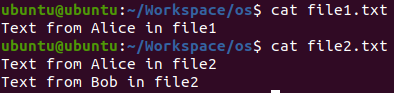 ubuntu@ubuntu:~/Workspace/os$ cat file1.txt
Text from Alice in file1
ubuntu@ubuntu:~/Workspace/os$ cat file2.txt
Text from Alice in file2
Text from Bob in file2